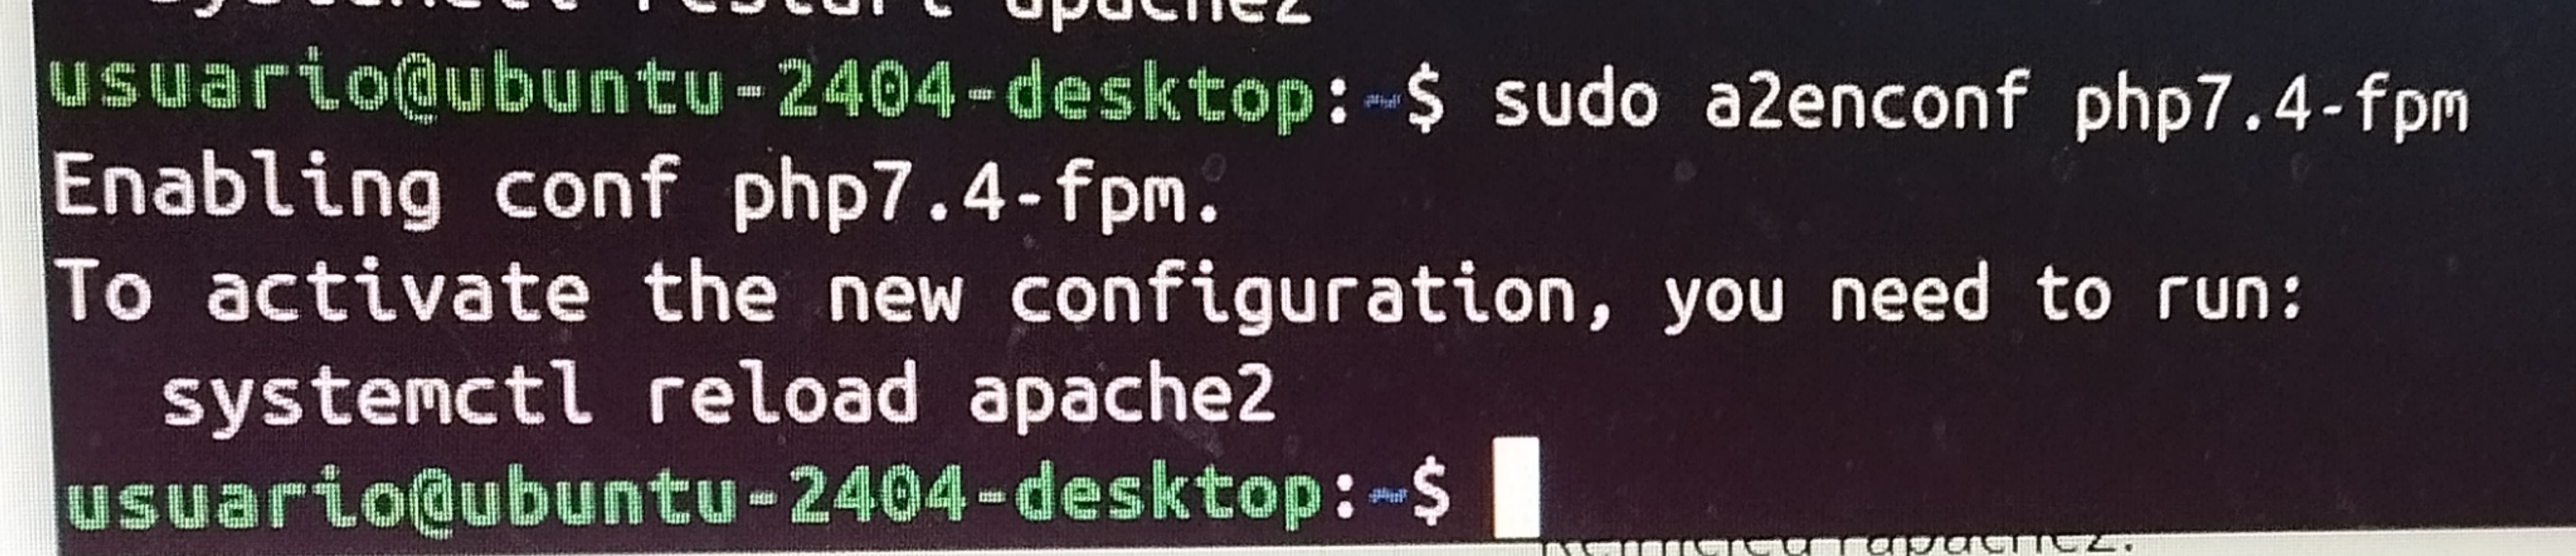 systemctl restart apache2
usuario@ubuntu-2404-desktop:~$ sudo a2enconf php7.4-fpm
Enabling conf php7.4-fpm.
To activate the new configuration, you need to run:
  systemctl reload apache2
usuario@ubuntu-2404-desktop:~$